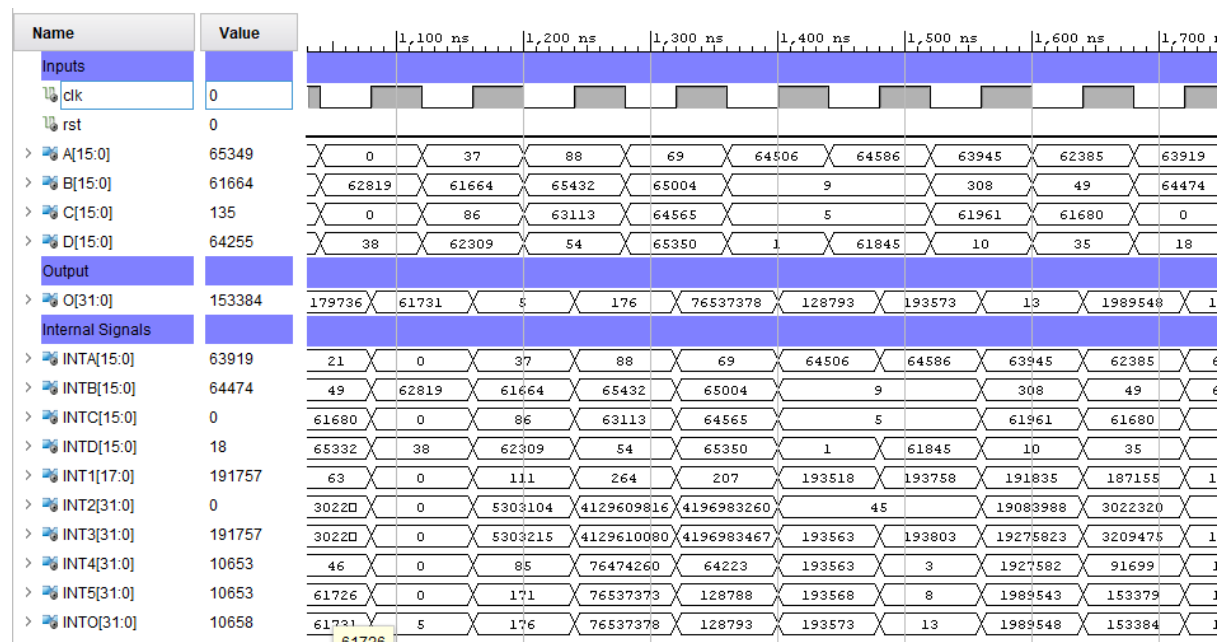 Name Value 1,100 ns 1,200 ns 1,300 ns 1,400 ns 1,500 ns 1,600 ns 1,700
Inputs
clk 0
rst 0
A[15:0] 65349 0 37 88 69 64506 64586 63945 62385 63919
B[15:0] 61664 62819 61664 65432 65004 9 308 49 64474
C[15:0] 135 0 86 63113 64565 5 61961 61680 0
D[15:0] 64255 38 62309 54 65350 1 61845 10 35 18
Output
O[31:0] 153384 179736 61731 5 176 76537378 128793 193573 13 1989548 1
Internal Signals
INTA[15:0] 63919 21 0 37 88 69 64506 64586 63945 62385 6
INTB[15:0] 64474 49 62819 61664 65432 65004 9 308 49 6
INTC[15:0] 0 61680 0 86 63113 64565 5 61961 61680
INTD[15:0] 18 65332 38 62309 54 65350 1 61845 10 35
INT1[17:0] 191757 63 0 111 264 207 193518 193758 191835 187155 1
INT2[31:0] 0 3022□ 0 5303104 4129609816 4196983260 45 19083988 3022320
INT3[31:0] 191757 3022□ 0 5303215 4129610080 4196983467 193563 193803 19275823 3209475 1
INT4[31:0] 10653 46 0 85 76474260 64223 193563 3 1927582 91699 1
INT5[31:0] 10653 61726 0 171 76537373 128788 193568 8 1989543 153379 1
INTO[31:0] 10658 61731 5 176 76537378 128793 193573 13 1989548 153384 1